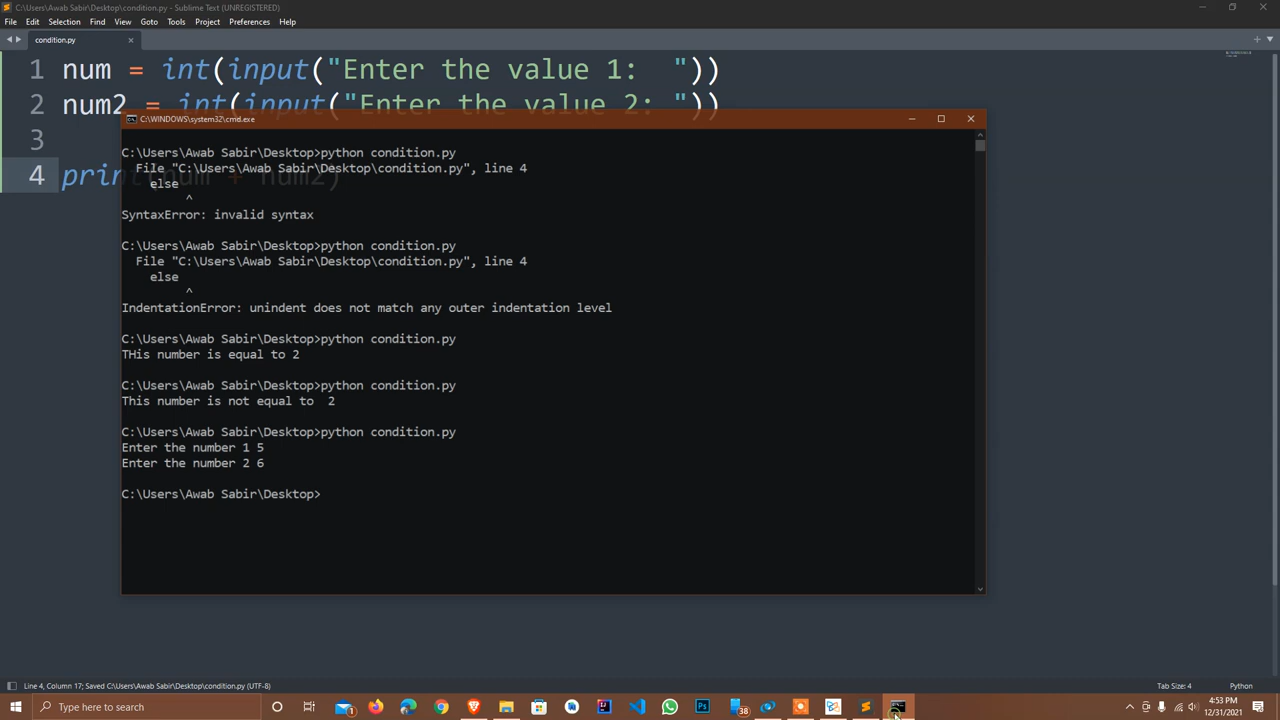 C:\Users\Awab Sabir\Desktop\condition.py - Sublime Text (UNREGISTERED)
File Edit Selection Find View Goto Tools Project Preferences Help
condition.py
1 num = int(input("Enter the value 1:  "))
2 num2 = int(input("Enter the value 2: "))
3
4 print(num + num2)
C:\WINDOWS\system32\cmd.exe
C:\Users\Awab Sabir\Desktop>python condition.py
File "C:\Users\Awab Sabir\Desktop\condition.py", line 4
else
^
SyntaxError: invalid syntax
C:\Users\Awab Sabir\Desktop>python condition.py
File "C:\Users\Awab Sabir\Desktop\condition.py", line 4
else
^
IndentationError: unindent does not match any outer indentation level
C:\Users\Awab Sabir\Desktop>python condition.py
THis number is equal to 2
C:\Users\Awab Sabir\Desktop>python condition.py
This number is not equal to  2
C:\Users\Awab Sabir\Desktop>python condition.py
Enter the number 1 5
Enter the number 2 6
C:\Users\Awab Sabir\Desktop>
Line 4, Column 17; Saved C:\Users\Awab Sabir\Desktop\condition.py (UTF-8)
Tab Size: 4
Python
Type here to search
1
Ps
38
4:53 PM
12/31/2021